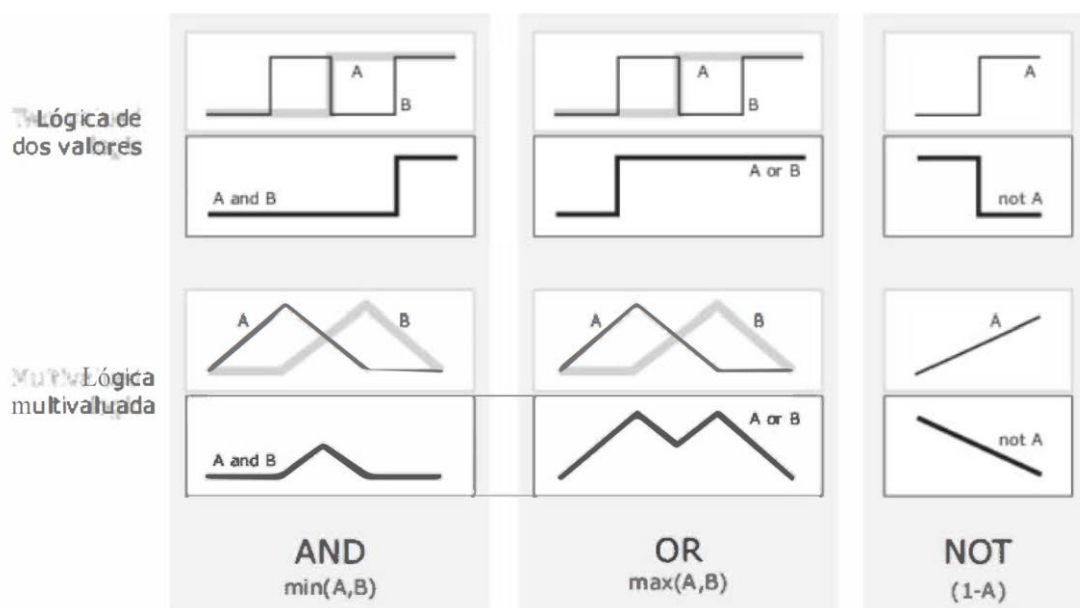 Lógica de
dos valores
A
B
A and B
A
B
A or B
A
not A
Lógica
multivaluada
A
B
A and B
A
B
A or B
A
not A
AND
min(A,B)
OR
max(A,B)
NOT
(1-A)